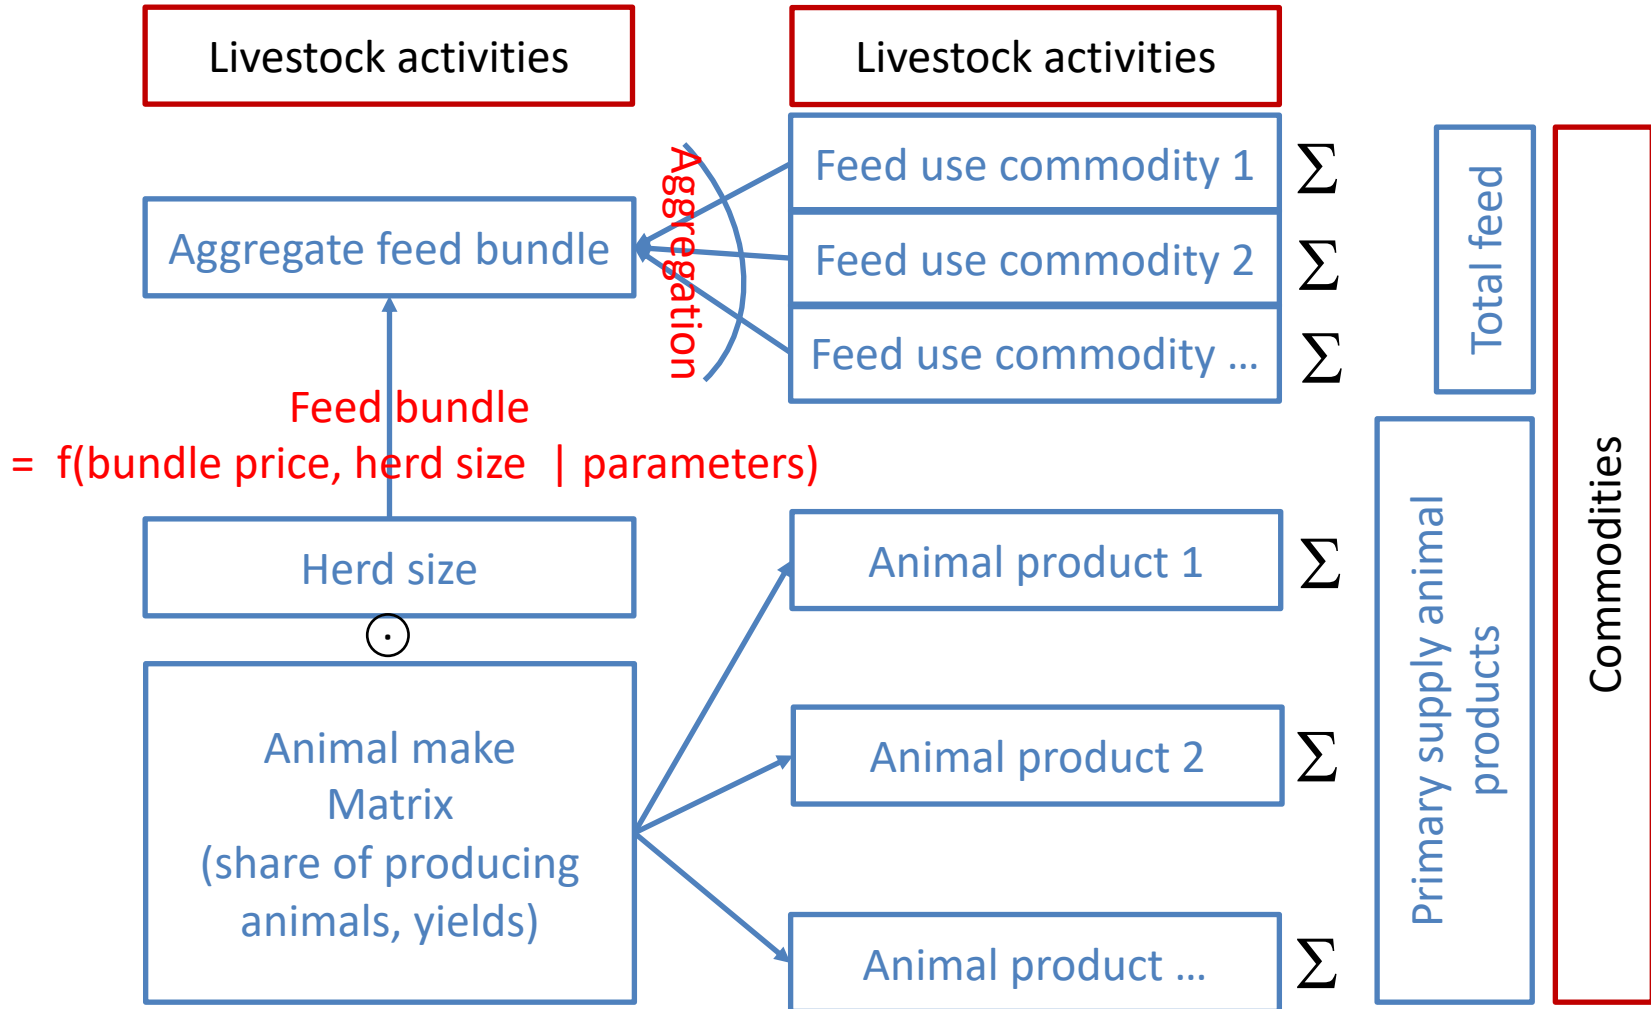 Livestock activities
Livestock activities
Aggregate feed bundle
Aggregation
Feed use commodity 1
Σ
Feed use commodity 2
Σ
Feed use commodity ...
Σ
Total feed
Feed bundle
= f(bundle price, herd size | parameters)
Herd size
⊙
Animal make
Matrix
(share of producing
animals, yields)
Animal product 1
Σ
Animal product 2
Σ
Animal product ...
Σ
Primary supply animal
products
Commodities